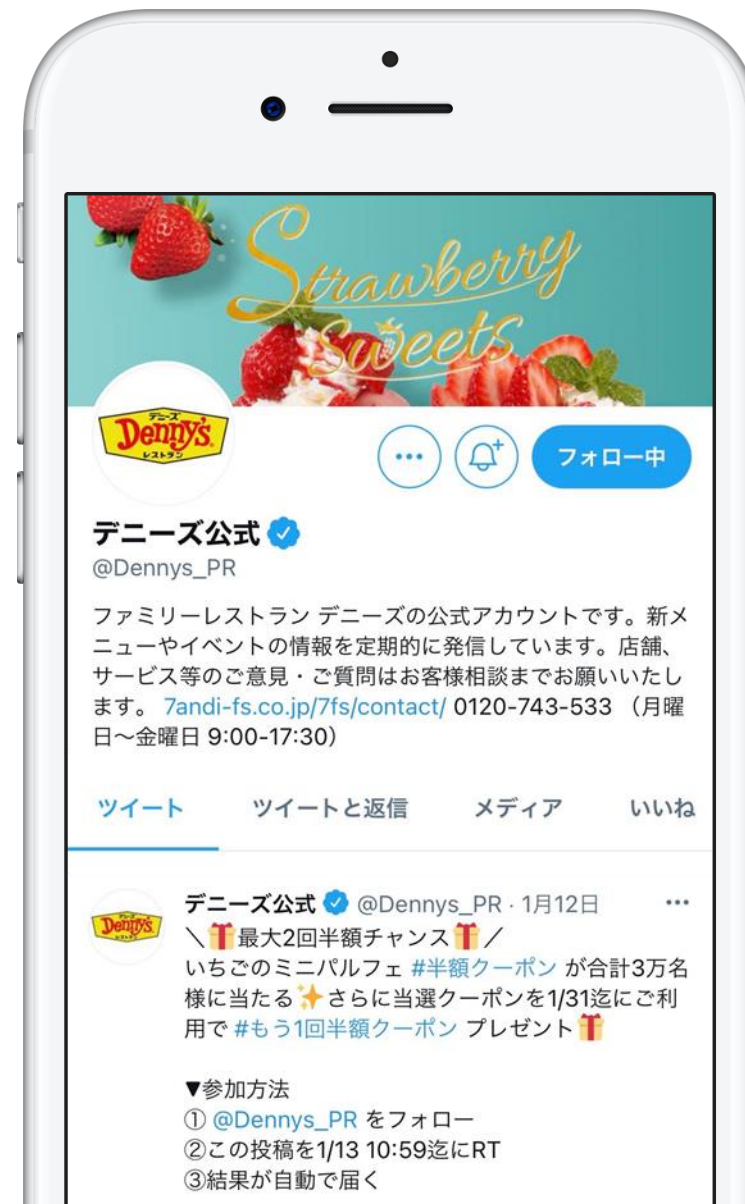 Strawberry
Sweets
デニーズ
Denny's
レストラン
フォロー中
デニーズ公式
@Dennys_PR
ファミリーレストラン デニーズの公式アカウントです。新メ
ニューやイベントの情報を定期的に発信しています。店舗、
サービス等のご意見・ご質問はお客様相談までお願いいたし
ます。 7andi-fs.co.jp/7fs/contact/ 0120-743-533 （月曜
日〜金曜日 9:00-17:30）
ツイート ツイートと返信 メディア いいね
Denny's
デニーズ公式 @Dennys_PR · 1月12日
＼🎁最大2回半額チャンス🎁／
いちごのミニパルフェ #半額クーポン が合計3万名
様に当たる✨さらに当選クーポンを1/31迄にご利
用で #もう1回半額クーポン プレゼント🎁
▼参加方法
① @Dennys_PR をフォロー
②この投稿を1/13 10:59迄にRT
③結果が自動で届く